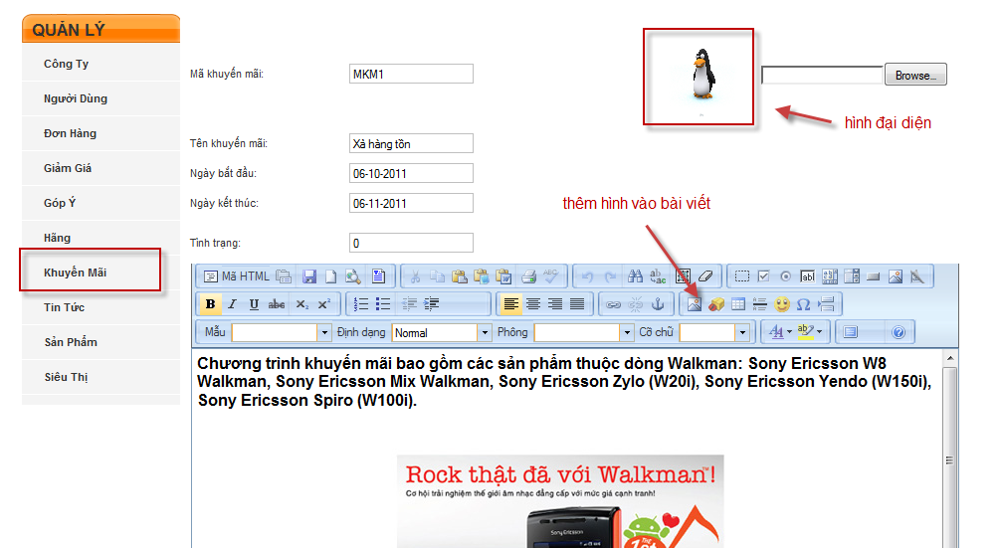 QUẢN LÝ
Công Ty
Người Dùng
Đơn Hàng
Giảm Giá
Góp Ý
Hãng
Khuyến Mãi
Tin Tức
Sản Phẩm
Siêu Thị
Mã khuyến mãi: MKM1
Browse...
hình đại diện
Tên khuyến mãi: Xả hàng tồn
Ngày bắt đầu: 06-10-2011
Ngày kết thúc: 06-11-2011
thêm hình vào bài viết
Tình trạng: 0
Mã HTML
Mẫu Định dạng Normal Phông Cỡ chữ
Chương trình khuyến mãi bao gồm các sản phẩm thuộc dòng Walkman: Sony Ericsson W8
Walkman, Sony Ericsson Mix Walkman, Sony Ericsson Zylo (W20i), Sony Ericsson Yendo (W150i),
Sony Ericsson Spiro (W100i).
Rock thật đã với Walkman™!
Cơ hội trải nghiệm thế giới âm nhạc đẳng cấp với mức giá cạnh tranh!
Sony Ericsson
THE
1st